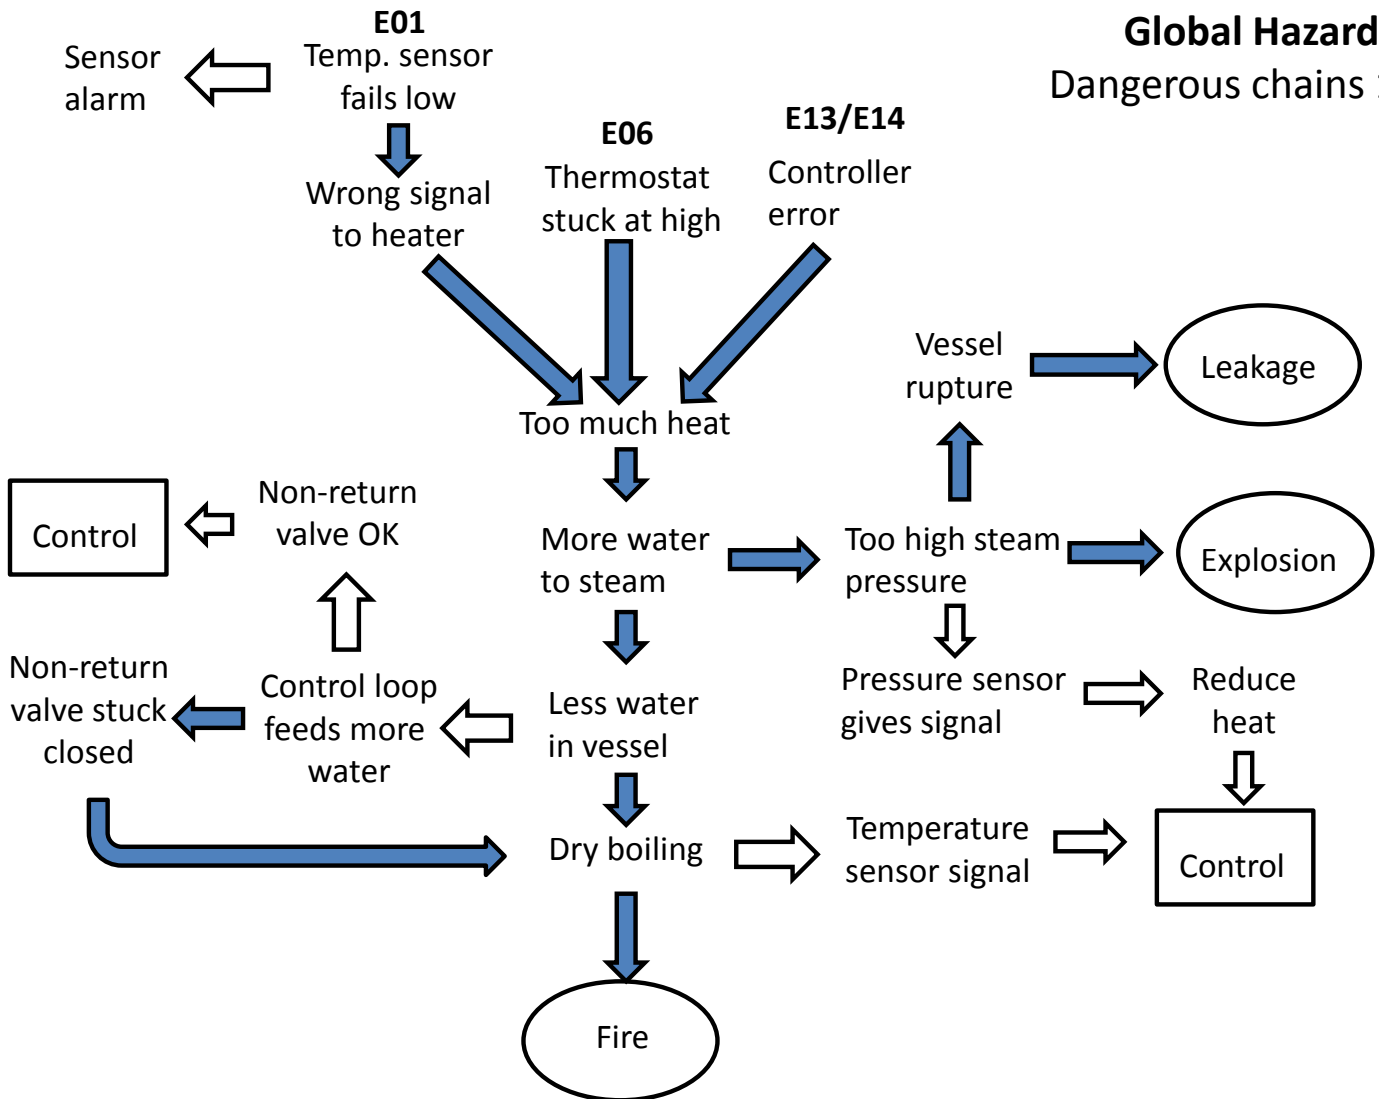 Global Hazard
Dangerous chains
E01
Temp. sensor
fails low
Sensor
alarm
E06
Thermostat
stuck at high
E13/E14
Controller
error
Wrong signal
to heater
Too much heat
Vessel
rupture
Leakage
Non-return
valve OK
Control
More water
to steam
Too high steam
pressure
Explosion
Non-return
valve stuck
closed
Control loop
feeds more
water
Less water
in vessel
Pressure sensor
gives signal
Reduce
heat
Dry boiling
Temperature
sensor signal
Control
Fire